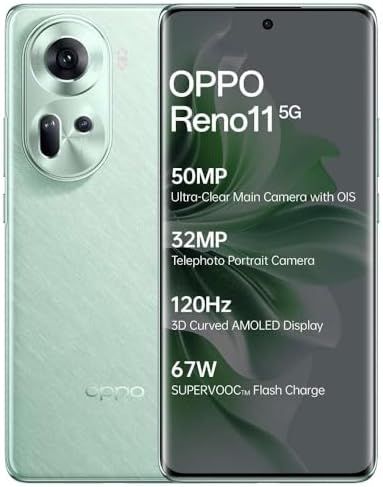 OPPO
Reno11 5G
50MP
Ultra-Clear Main Camera with OIS
32MP
Telephoto Portrait Camera
120Hz
3D Curved AMOLED Display
67W
SUPERVOOC™ Flash Charge
oppo